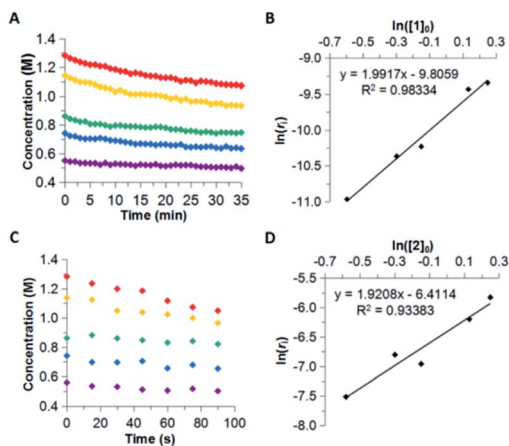 A
Concentration (M)
1.4
1.2
1.0
0.8
0.6
0.4
0 5 10 15 20 25 30 35
Time (min)
B
ln([1]₀)
-0.7 -0.5 -0.3 -0.1 0.1 0.3
-9.0
-9.5
-10.0
-10.5
-11.0
ln(rᵢ)
y = 1.9917x - 9.8059
R² = 0.98334
C
Concentration (M)
1.4
1.2
1.0
0.8
0.6
0.4
0 20 40 60 80 100
Time (s)
D
ln([2]₀)
-0.7 -0.5 -0.3 -0.1 0.1 0.3
-5.5
-6.0
-6.5
-7.0
-7.5
-8.0
ln(rᵢ)
y = 1.9208x - 6.4114
R² = 0.93383